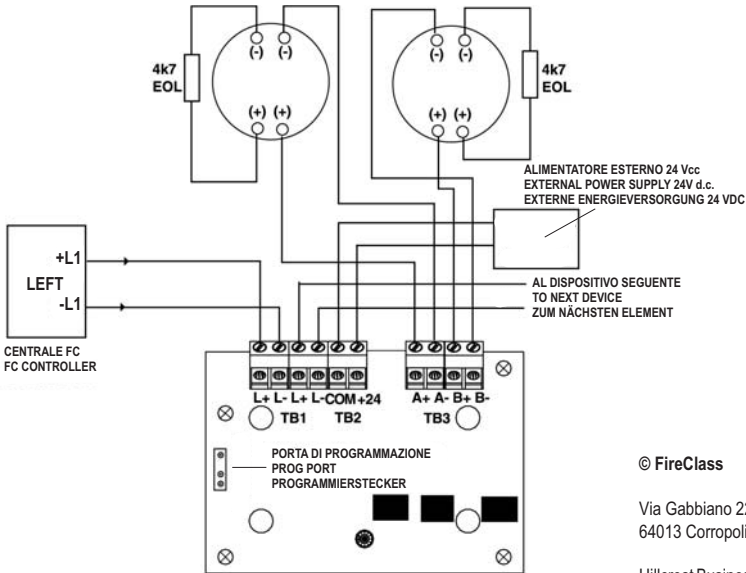 (-) (-)
4k7
EOL
(+) (+)
(-) (-)
4k7
EOL
(+) (+)
ALIMENTATORE ESTERNO 24 Vcc
EXTERNAL POWER SUPPLY 24V d.c.
EXTERNE ENERGIEVERSORGUNG 24 VDC
+L1
LEFT
-L1
CENTRALE FC
FC CONTROLLER
AL DISPOSITIVO SEGUENTE
TO NEXT DEVICE
ZUM NÄCHSTEN ELEMENT
L+ L- L+ L- COM +24
TB1 TB2
A+ A- B+ B-
TB3
PORTA DI PROGRAMMAZIONE
PROG PORT
PROGRAMMIERSTECKER
© FireClass
Via Gabbiano 22
64013 Corropoli